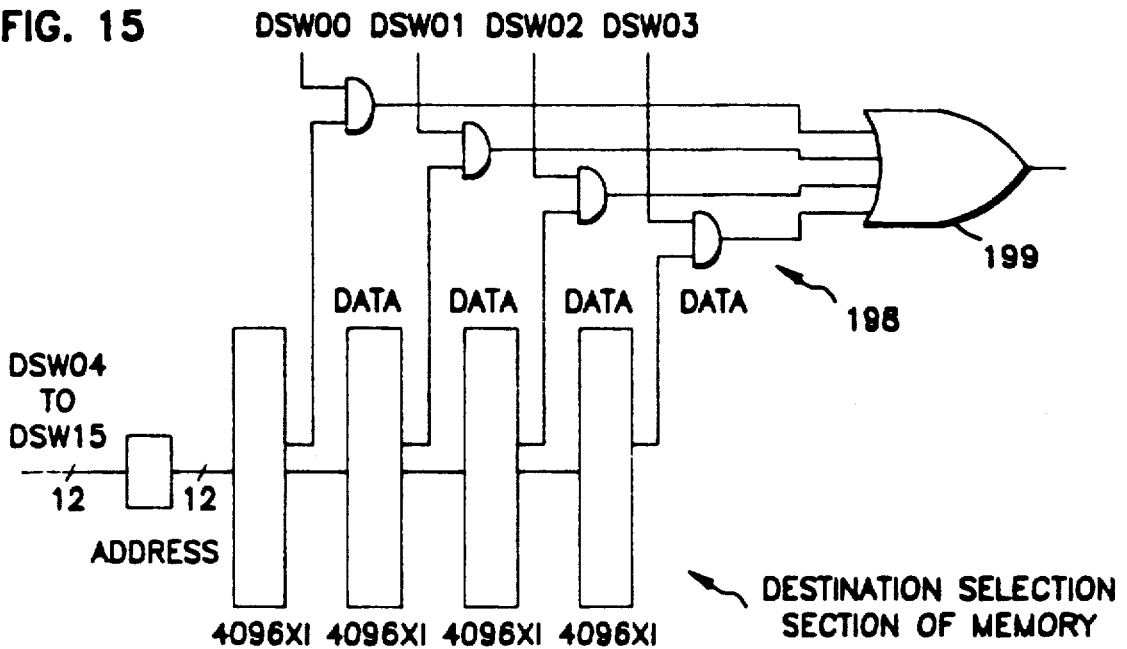 FIG. 15
DSW00 DSW01 DSW02 DSW03
199
198
DATA DATA DATA DATA
DSW04
TO
DSW15
12 12
ADDRESS
4096X1 4096X1 4096X1 4096X1
DESTINATION SELECTION
SECTION OF MEMORY